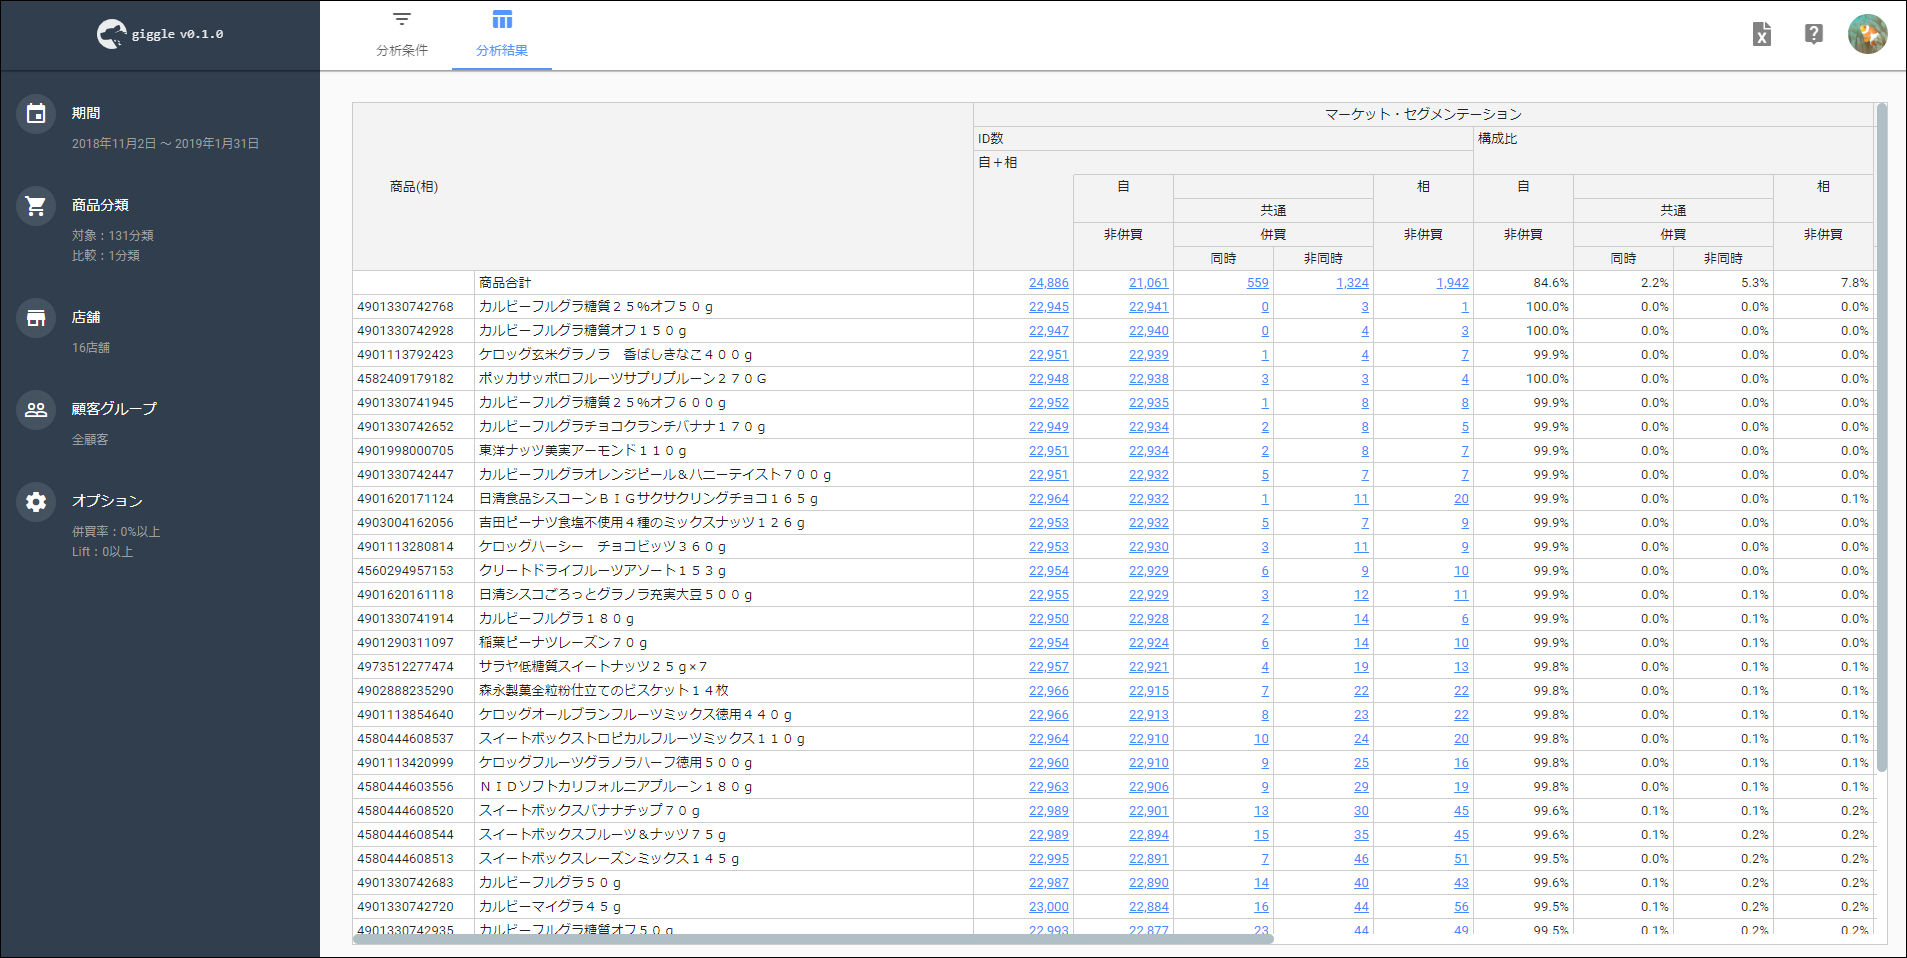 giggle v0.1.0
分析条件
分析結果
期間
2018年11月2日 ～ 2019年1月31日
商品分類
対象：131分類
比較：1分類
店舗
16店舗
顧客グループ
全顧客
オプション
併買率：0%以上
Lift：0以上
商品(相)
マーケット・セグメンテーション
ID数 構成比
自＋相
自 相 自 相
共通 共通
非併買 併買 非併買 非併買 併買 非併買
同時 非同時 同時 非同時
商品合計 24,886 21,061 559 1,324 1,942 84.6% 2.2% 5.3% 7.8%
4901330742768 カルビーフルグラ糖質２５％オフ５０ｇ 22,945 22,941 0 3 1 100.0% 0.0% 0.0% 0.0%
4901330742928 カルビーフルグラ糖質オフ１５０ｇ 22,947 22,940 0 4 3 100.0% 0.0% 0.0% 0.0%
4901113792423 ケロッグ玄米グラノラ　香ばしきなこ４００ｇ 22,951 22,939 1 4 7 99.9% 0.0% 0.0% 0.0%
4582409179182 ポッカサッポロフルーツサプリプルーン２７０Ｇ 22,948 22,938 3 3 4 100.0% 0.0% 0.0% 0.0%
4901330741945 カルビーフルグラ糖質２５％オフ６００ｇ 22,952 22,935 1 8 8 99.9% 0.0% 0.0% 0.0%
4901330742652 カルビーフルグラチョコクランチバナナ１７０ｇ 22,949 22,934 2 8 5 99.9% 0.0% 0.0% 0.0%
4901998000705 東洋ナッツ美実アーモンド１１０ｇ 22,951 22,934 2 8 7 99.9% 0.0% 0.0% 0.0%
4901330742447 カルビーフルグラオレンジピール＆ハニーテイスト７００ｇ 22,951 22,932 5 7 7 99.9% 0.0% 0.0% 0.0%
4901620171124 日清食品シスコーンＢＩＧサクサクリングチョコ１６５ｇ 22,964 22,932 1 11 20 99.9% 0.0% 0.0% 0.1%
4903004162056 吉田ピーナツ食塩不使用４種のミックスナッツ１２６ｇ 22,953 22,932 5 7 9 99.9% 0.0% 0.0% 0.0%
4901113280814 ケロッグハーシー　チョコビッツ３６０ｇ 22,953 22,930 3 11 9 99.9% 0.0% 0.0% 0.0%
4560294957153 クリートドライフルーツアソート１５３ｇ 22,954 22,929 6 9 10 99.9% 0.0% 0.0% 0.0%
4901620161118 日清シスコごろっとグラノラ充実大豆５００ｇ 22,955 22,929 3 12 11 99.9% 0.0% 0.1% 0.0%
4901330741914 カルビーフルグラ１８０ｇ 22,950 22,928 2 14 6 99.9% 0.0% 0.1% 0.0%
4901290311097 稲葉ピーナツレーズン７０ｇ 22,954 22,924 6 14 10 99.9% 0.0% 0.1% 0.0%
4973512277474 サラヤ低糖質スイートナッツ２５ｇ×７ 22,957 22,921 4 19 13 99.8% 0.0% 0.1% 0.1%
4902888235290 森永製菓全粒粉仕立てのビスケット１４枚 22,966 22,915 7 22 22 99.8% 0.0% 0.1% 0.1%
4901113854640 ケロッグオールブランフルーツミックス徳用４４０ｇ 22,966 22,913 8 23 22 99.8% 0.0% 0.1% 0.1%
4580444608537 スイートボックストロピカルフルーツミックス１１０ｇ 22,964 22,910 10 24 20 99.8% 0.0% 0.1% 0.1%
4901113420999 ケロッグフルーツグラノラハーフ徳用５００ｇ 22,960 22,910 9 25 16 99.8% 0.0% 0.1% 0.1%
4580444603556 ＮＩＤソフトカリフォルニアプルーン１８０ｇ 22,963 22,906 9 29 19 99.8% 0.0% 0.1% 0.1%
4580444608520 スイートボックスバナナチップ７０ｇ 22,989 22,901 13 30 45 99.6% 0.1% 0.1% 0.2%
4580444608544 スイートボックスフルーツ＆ナッツ７５ｇ 22,989 22,894 15 35 45 99.6% 0.1% 0.2% 0.2%
4580444608513 スイートボックスレーズンミックス１４５ｇ 22,995 22,891 7 46 51 99.5% 0.0% 0.2% 0.2%
4901330742683 カルビーフルグラ５０ｇ 22,987 22,890 14 40 43 99.6% 0.1% 0.2% 0.2%
4901330742720 カルビーマイグラ４５ｇ 23,000 22,884 16 44 56 99.5% 0.1% 0.2% 0.2%
4901330742935 カルビーフルグラ糖質オフ５０ｇ 22,993 22,877 23 44 49 99.5% 0.1% 0.2% 0.2%